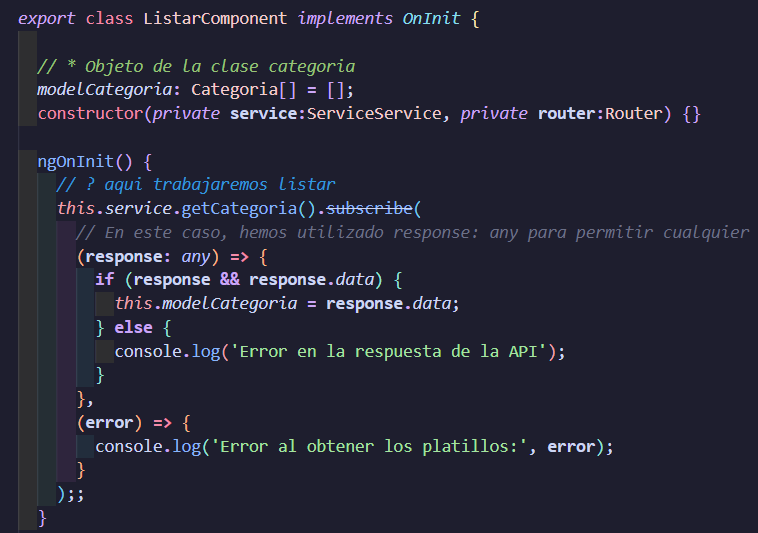 export class ListarComponent implements OnInit {
// * Objeto de la clase categoria
modelCategoria: Categoria[] = [];
constructor(private service:ServiceService, private router:Router) {}
ngOnInit() {
// ? aqui trabajaremos listar
this.service.getCategoria().subscribe(
// En este caso, hemos utilizado response: any para permitir cualquier
(response: any) => {
if (response && response.data) {
this.modelCategoria = response.data;
} else {
console.log('Error en la respuesta de la API');
}
},
(error) => {
console.log('Error al obtener los platillos:', error);
}
);;
}